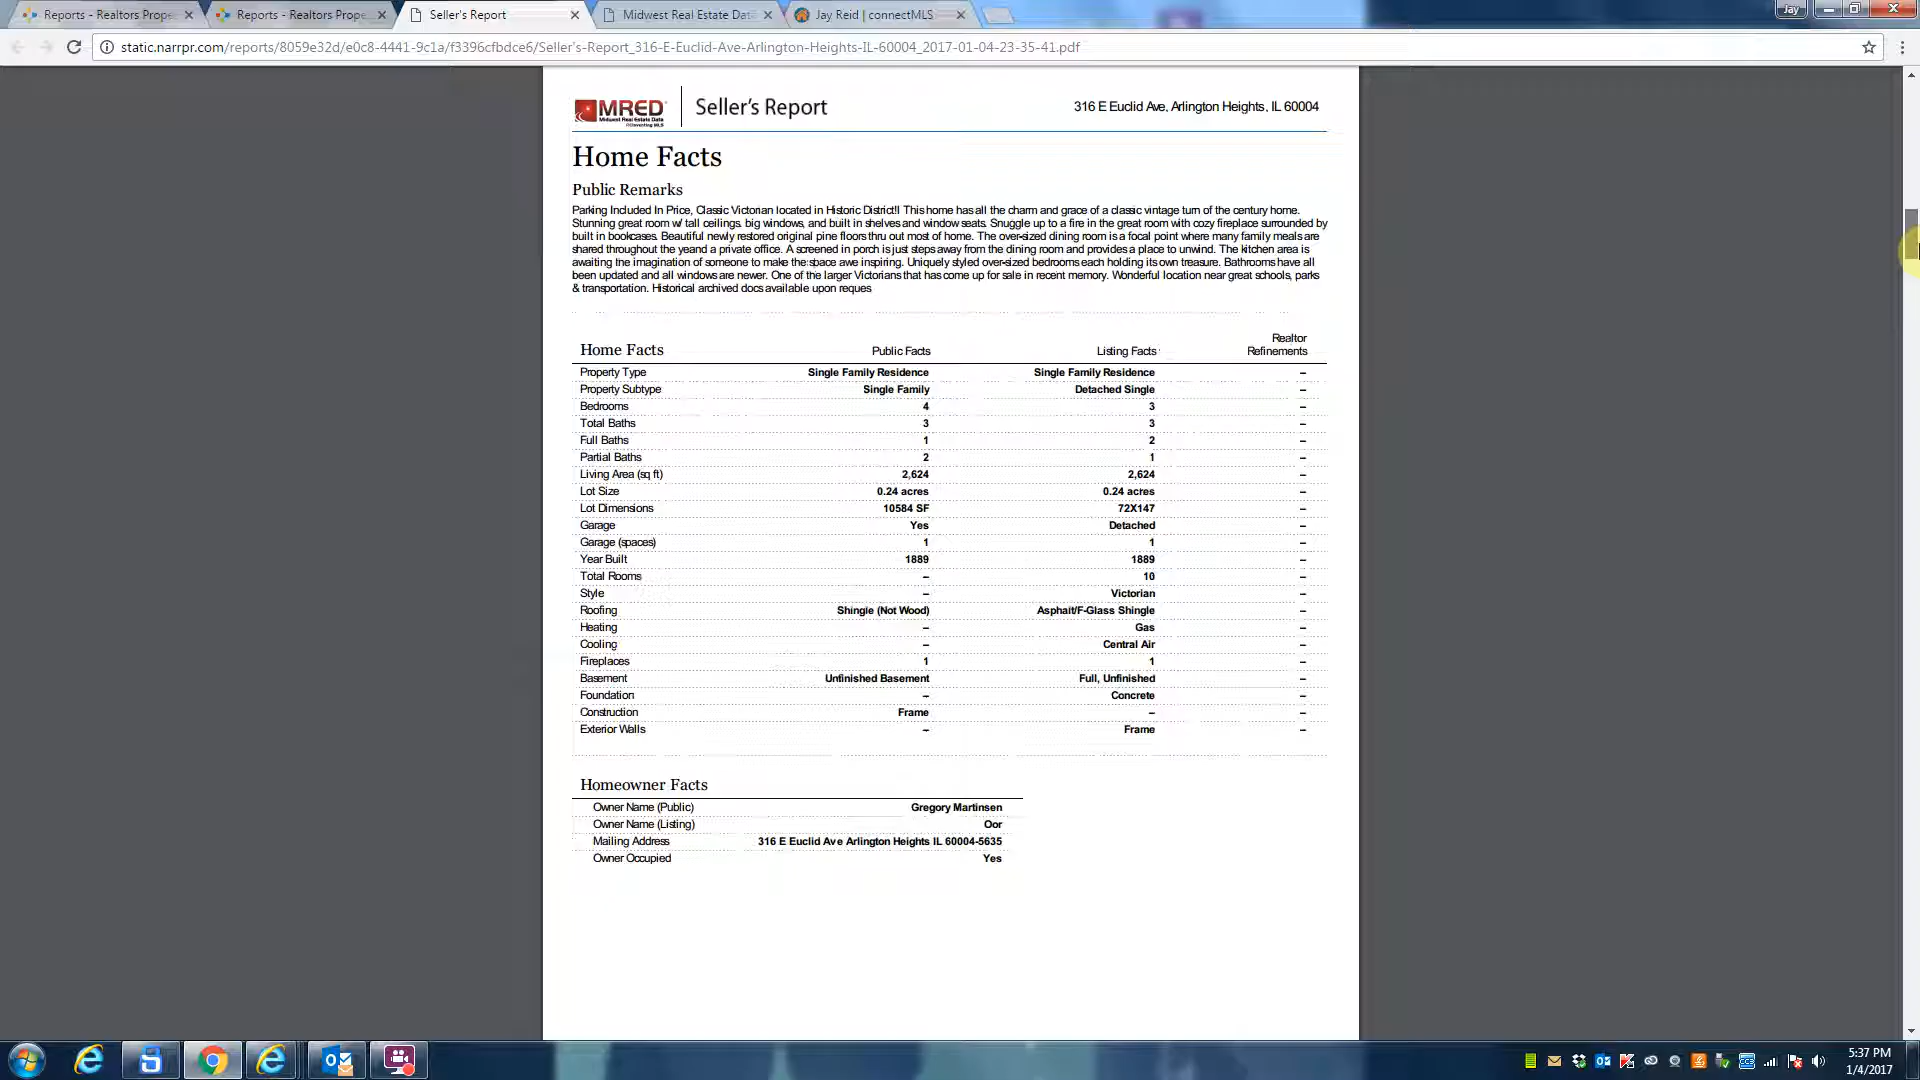 Reports - Realtors Prope
Reports - Realtors Prope
Seller's Report
Midwest Real Estate Dat
Jay Reid | connectMLS
Jay
static.narrpr.com/reports/8059e32d/e0c8-4441-9c1a/f3396cfbdce6/Seller's-Report_316-E-Euclid-Ave-Arlington-Heights-IL-60004_2017-01-04-23-35-41.pdf
MRED
Midwest Real Estate Data
Seller's Report
316 E Euclid Ave, Arlington Heights, IL 60004
Home Facts
Public Remarks
Parking Included In Price, Classic Victorian located in Historic District!! This home has all the charm and grace of a classic vintage turn of the century home.
Stunning great room w/ tall ceilings. big windows, and built in shelves and window seats. Snuggle up to a fire in the great room with cozy fireplace surrounded by
built in bookcases. Beautiful newly restored original pine floors thru out most of home. The over-sized dining room is a focal point where many family meals are
shared throughout the yeand a private office. A screened in porch is just steps away from the dining room and provides a place to unwind. The kitchen area is
awaiting the imagination of someone to make the space awe inspiring. Uniquely styled over-sized bedrooms each holding its own treasure. Bathrooms have all
been updated and all windows are newer. One of the larger Victorians that has come up for sale in recent memory. Wonderful location near great schools, parks
& transportation. Historical archived docs available upon reques
Home Facts Public Facts Listing Facts Realtor Refinements
Property Type Single Family Residence Single Family Residence –
Property Subtype Single Family Detached Single –
Bedrooms 4 3 –
Total Baths 3 3 –
Full Baths 1 2 –
Partial Baths 2 1 –
Living Area (sq ft) 2,624 2,624 –
Lot Size 0.24 acres 0.24 acres –
Lot Dimensions 10584 SF 72X147 –
Garage Yes Detached –
Garage (spaces) 1 1 –
Year Built 1889 1889 –
Total Rooms – 10 –
Style – Victorian –
Roofing Shingle (Not Wood) Asphalt/F-Glass Shingle –
Heating – Gas –
Cooling – Central Air –
Fireplaces 1 1 –
Basement Unfinished Basement Full, Unfinished –
Foundation – Concrete –
Construction Frame – –
Exterior Walls – Frame –
Homeowner Facts
Owner Name (Public) Gregory Martinsen
Owner Name (Listing) Oor
Mailing Address 316 E Euclid Ave Arlington Heights IL 60004-5635
Owner Occupied Yes
5:37 PM
1/4/2017